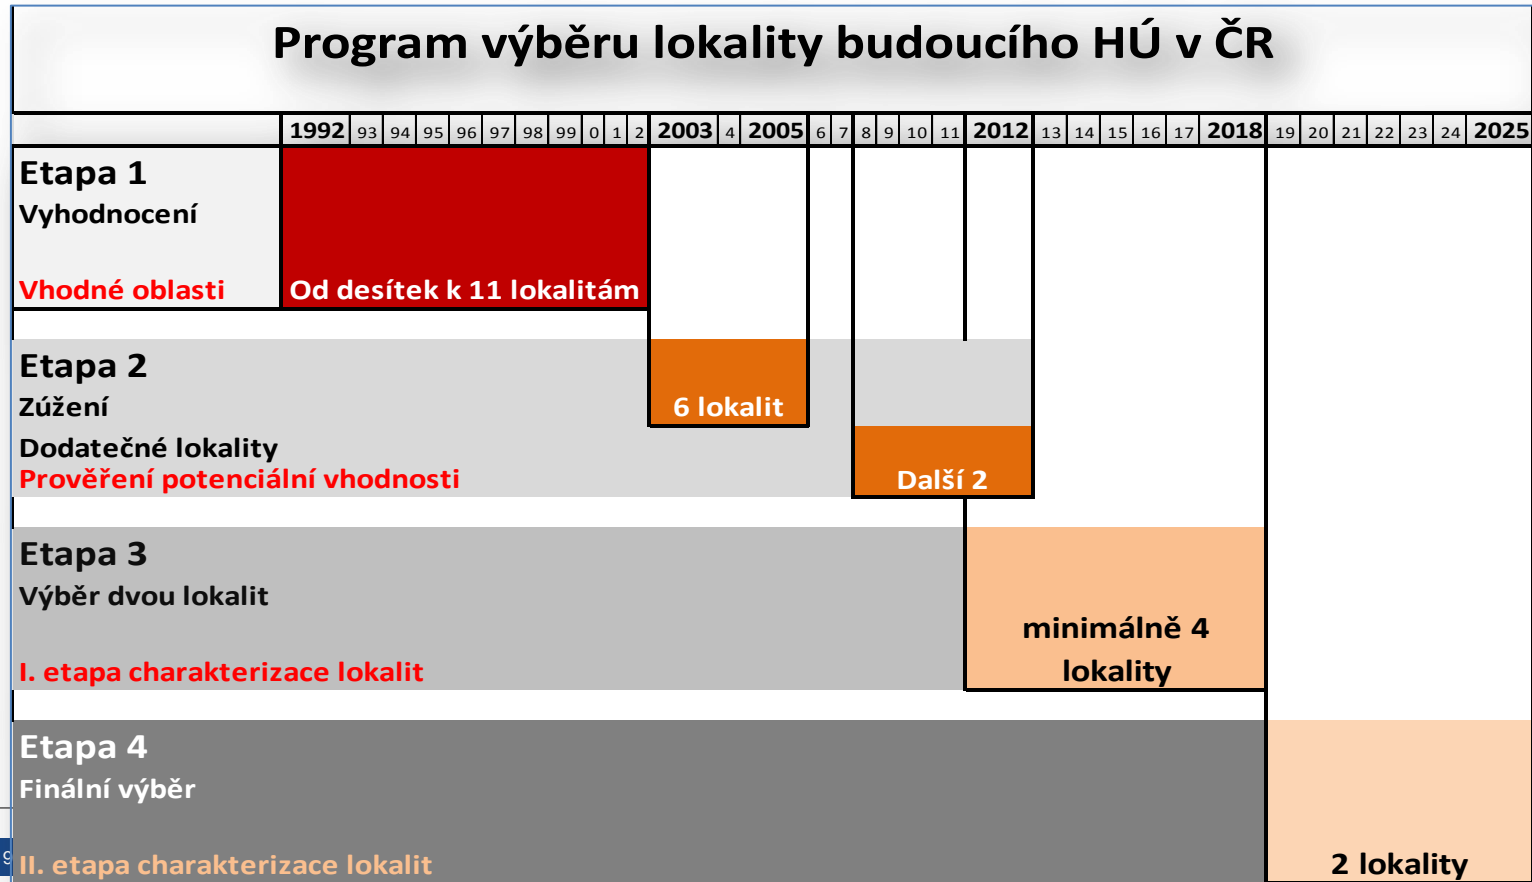 Program výběru lokality budoucího HÚ v ČR
1992 93 94 95 96 97 98 99 0 1 2 2003 4 2005 6 7 8 9 10 11 2012 13 14 15 16 17 2018 19 20 21 22 23 24 2025
Etapa 1
Vyhodnocení
Vhodné oblasti
Od desítek k 11 lokalitám
Etapa 2
Zúžení
6 lokalit
Dodatečné lokality
Prověření potenciální vhodnosti
Další 2
Etapa 3
Výběr dvou lokalit
minimálně 4
lokality
I. etapa charakterizace lokalit
Etapa 4
Finální výběr
9
II. etapa charakterizace lokalit
2 lokality